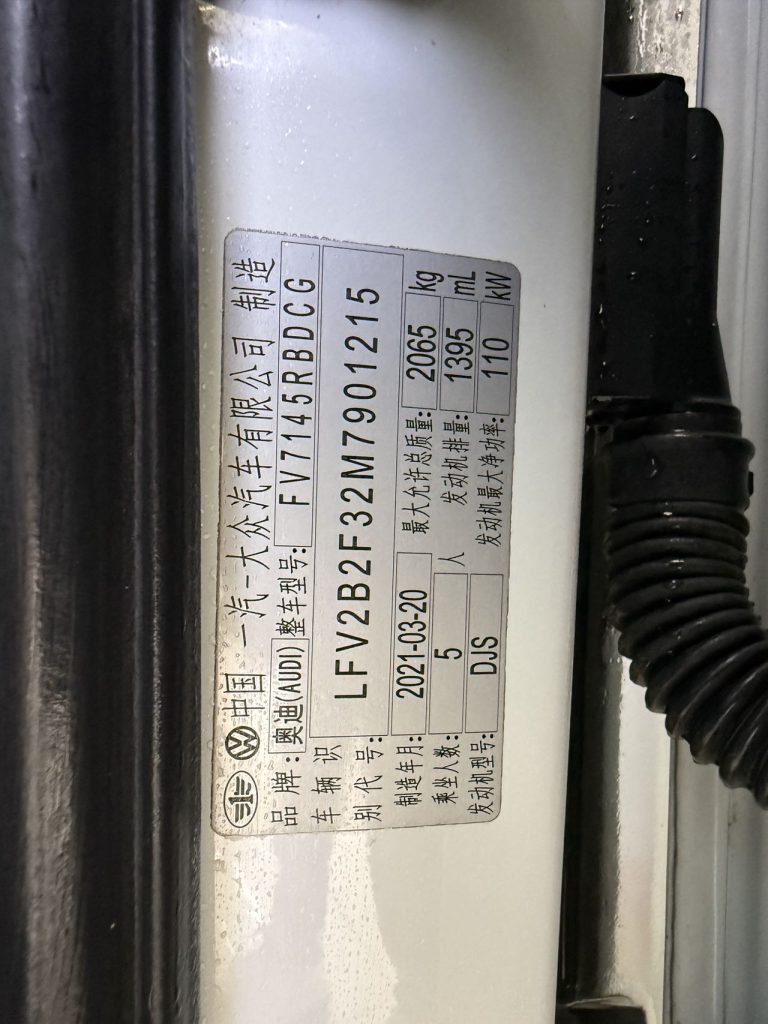 中国 一汽-大众汽车有限公司 制造
品牌:奥迪(AUDI) 整车型号: FV7145RBDCG
车辆识别代号: LFV2B2F32M7901215
制造年月: 2021-03-20 最大允许总质量: 2065 kg
乘坐人数: 5 人 发动机排量: 1395 mL
发动机型号: DJS 发动机最大净功率: 110 kW